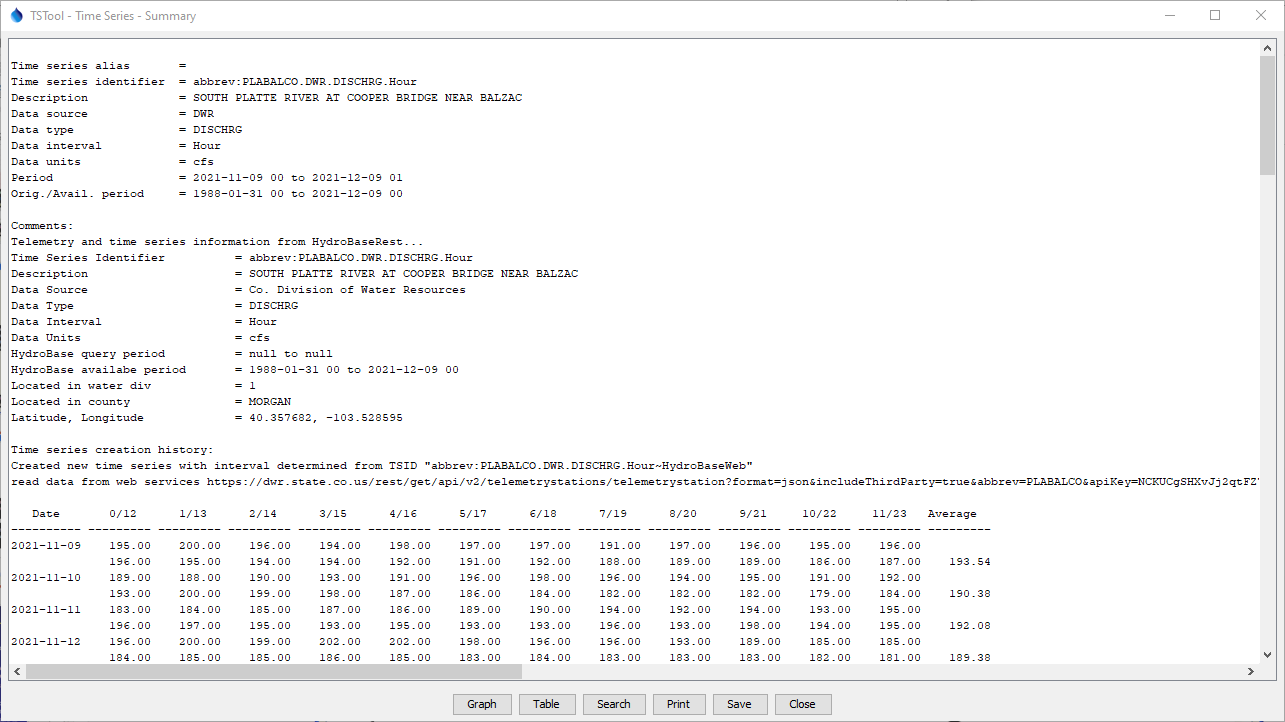 TSTool - Time Series - Summary
Time series alias       =
Time series identifier  = abbrev:PLABALCO.DWR.DISCHRG.Hour
Description             = SOUTH PLATTE RIVER AT COOPER BRIDGE NEAR BALZAC
Data source             = DWR
Data type               = DISCHRG
Data interval           = Hour
Data units              = cfs
Period                  = 2021-11-09 00 to 2021-12-09 01
Orig./Avail. period     = 1988-01-31 00 to 2021-12-09 00
Comments:
Telemetry and time series information from HydroBaseRest...
Time Series Identifier          = abbrev:PLABALCO.DWR.DISCHRG.Hour
Description                     = SOUTH PLATTE RIVER AT COOPER BRIDGE NEAR BALZAC
Data Source                     = Co. Division of Water Resources
Data Type                       = DISCHRG
Data Interval                   = Hour
Data Units                      = cfs
HydroBase query period          = null to null
HydroBase availabe period       = 1988-01-31 00 to 2021-12-09 00
Located in water div            = 1
Located in county               = MORGAN
Latitude, Longitude             = 40.357682, -103.528595
Time series creation history:
Created new time series with interval determined from TSID "abbrev:PLABALCO.DWR.DISCHRG.Hour~HydroBaseWeb"
read data from web services https://dwr.state.co.us/rest/get/api/v2/telemetrystations/telemetrystation?format=json&includeThirdParty=true&abbrev=PLABALCO&apiKey=NCKUCgSHXvJj2qtFZ
   Date       0/12      1/13      2/14      3/15      4/16      5/17      6/18      7/19      8/20      9/21     10/22     11/23   Average
---------- --------- --------- --------- --------- --------- --------- --------- --------- --------- --------- --------- --------- ---------
2021-11-09    195.00    200.00    196.00    194.00    198.00    197.00    197.00    191.00    197.00    196.00    195.00    196.00
              196.00    195.00    194.00    194.00    192.00    191.00    192.00    188.00    189.00    189.00    186.00    187.00    193.54
2021-11-10    189.00    188.00    190.00    193.00    191.00    196.00    198.00    196.00    194.00    195.00    191.00    192.00
              193.00    200.00    199.00    198.00    187.00    186.00    184.00    182.00    182.00    182.00    179.00    184.00    190.38
2021-11-11    183.00    184.00    185.00    187.00    186.00    189.00    190.00    194.00    192.00    194.00    193.00    195.00
              196.00    197.00    195.00    193.00    195.00    193.00    193.00    196.00    193.00    198.00    194.00    195.00    192.08
2021-11-12    196.00    200.00    199.00    202.00    202.00    198.00    196.00    196.00    193.00    189.00    185.00    185.00
              184.00    185.00    185.00    186.00    185.00    183.00    184.00    183.00    183.00    183.00    182.00    181.00    189.38
Graph Table Search Print Save Close